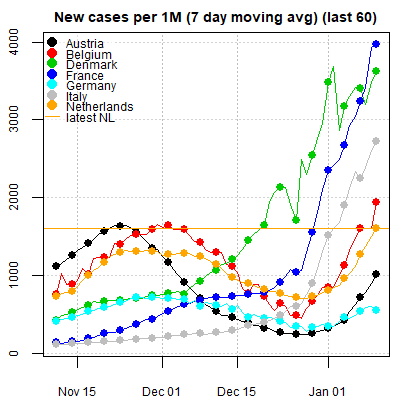 New cases per 1M (7 day moving avg) (last 60)
4000
3000
2000
1000
0
Austria
Belgium
Denmark
France
Germany
Italy
Netherlands
latest NL
Nov 15
Dec 01
Dec 15
Jan 01